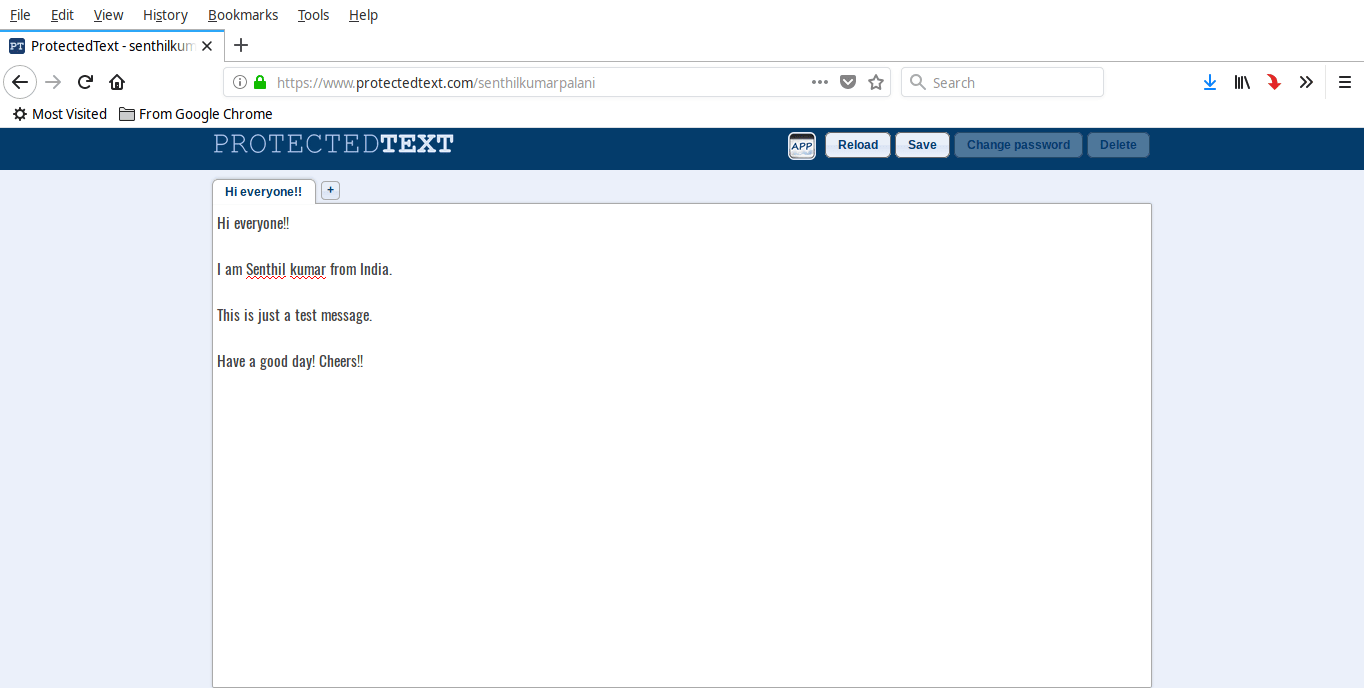 File Edit View History Bookmarks Tools Help
PT ProtectedText - senthilkum
https://www.protectedtext.com/senthilkumarpalani
Search
Most Visited From Google Chrome
PROTECTEDTEXT
APP Reload Save Change password Delete
Hi everyone!! +
Hi everyone!!
I am Senthil kumar from India.
This is just a test message.
Have a good day! Cheers!!